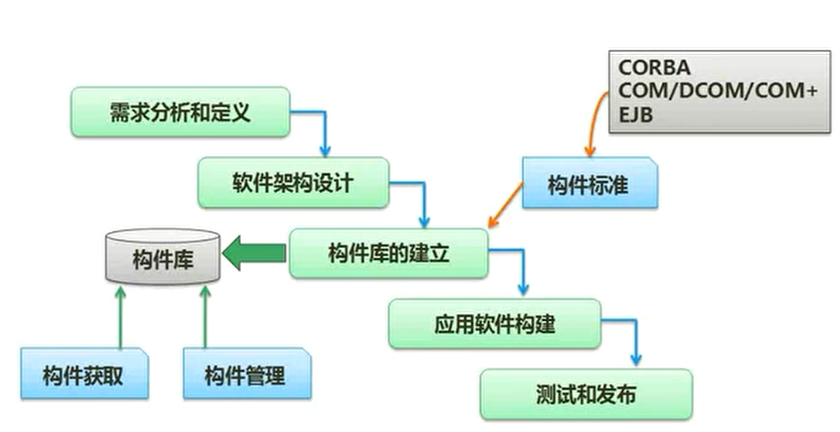 CORBA
COM/DCOM/COM+
EJB
需求分析和定义
软件架构设计
构件标准
构件库的建立
构件库
应用软件构建
构件获取
构件管理
测试和发布